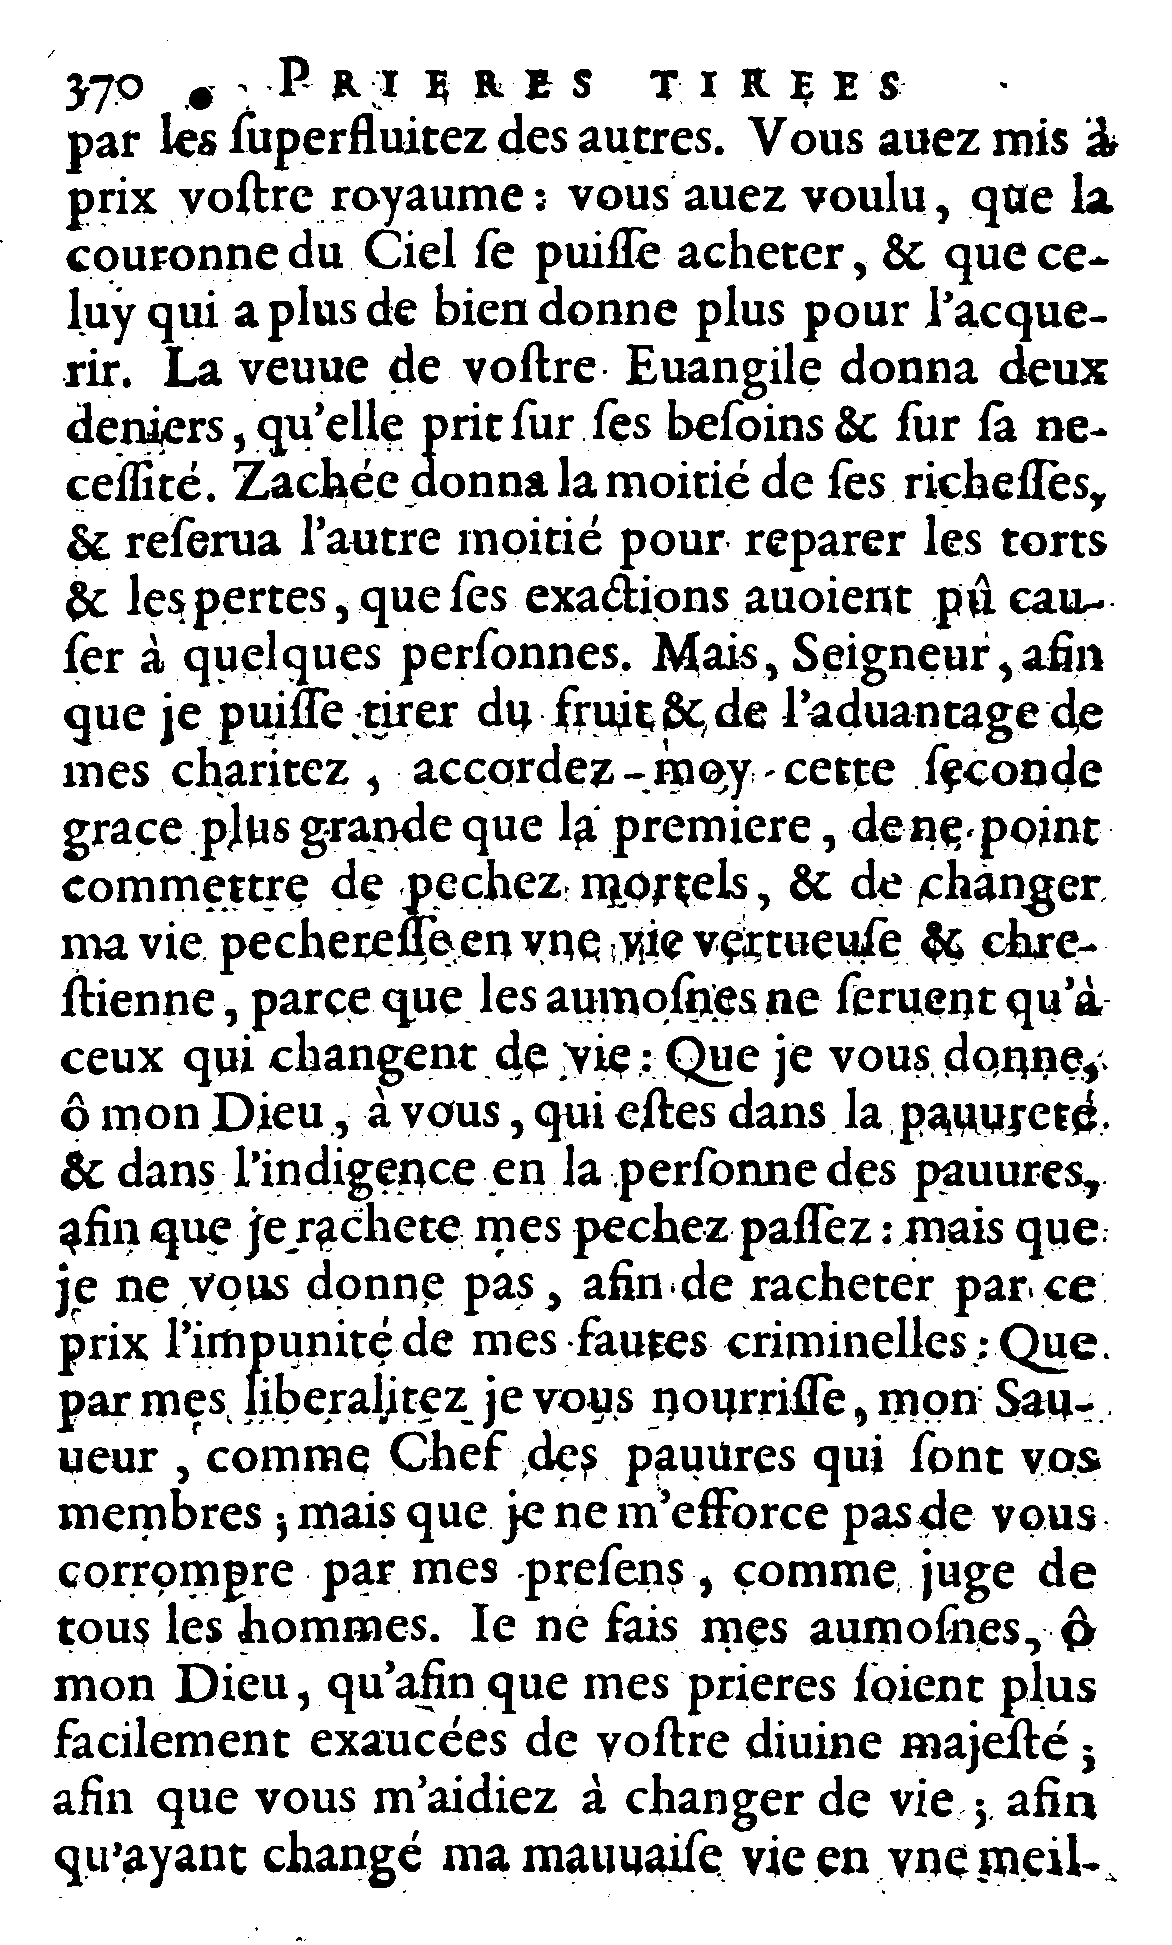 370 PRIERES TIREES
par les ſuperfluitez des autres. Vous auez mis à
prix voſtre royaume: vous auez voulu, que la
couronne du Ciel ſe puiſſe acheter, & que ce-
luy qui a plus de bien donne plus pour l'acque-
rir. La veuue de voſtre Euangile donna deux
deniers, qu'elle prit ſur ſes beſoins & ſur ſa ne-
ceſſité. Zachée donna la moitié de ſes richeſſes,
& reſerua l'autre moitié pour reparer les torts
& les pertes, que ſes exactions auoient pû cau-
ſer à quelques perſonnes. Mais, Seigneur, afin
que je puiſſe tirer du fruit & de l'aduantage de
mes charitez, accordez-moy cette ſeconde
grace plus grande que la premiere, de ne point
commettre de pechez mortels, & de changer
ma vie pechereſſe en vne vie vertueuſe & chre-
ſtienne, parce que les aumoſnes ne ſeruent qu'à
ceux qui changent de vie: Que je vous donne,
ô mon Dieu, à vous, qui eſtes dans la pauureté
& dans l'indigence en la perſonne des pauures,
afin que je rachete mes pechez paſſez: mais que
je ne vous donne pas, afin de racheter par ce
prix l'impunité de mes fautes criminelles: Que
par mes liberalitez je vous nourriſſe, mon Sau-
ueur, comme Chef des pauures qui ſont vos
membres; mais que je ne m'efforce pas de vous
corrompre par mes preſens, comme juge de
tous les hommes. Ie ne fais mes aumoſnes, ô
mon Dieu, qu'afin que mes prieres ſoient plus
facilement exaucées de voſtre diuine majeſté;
afin que vous m'aidiez à changer de vie; afin
qu'ayant changé ma mauuaiſe vie en vne meil-